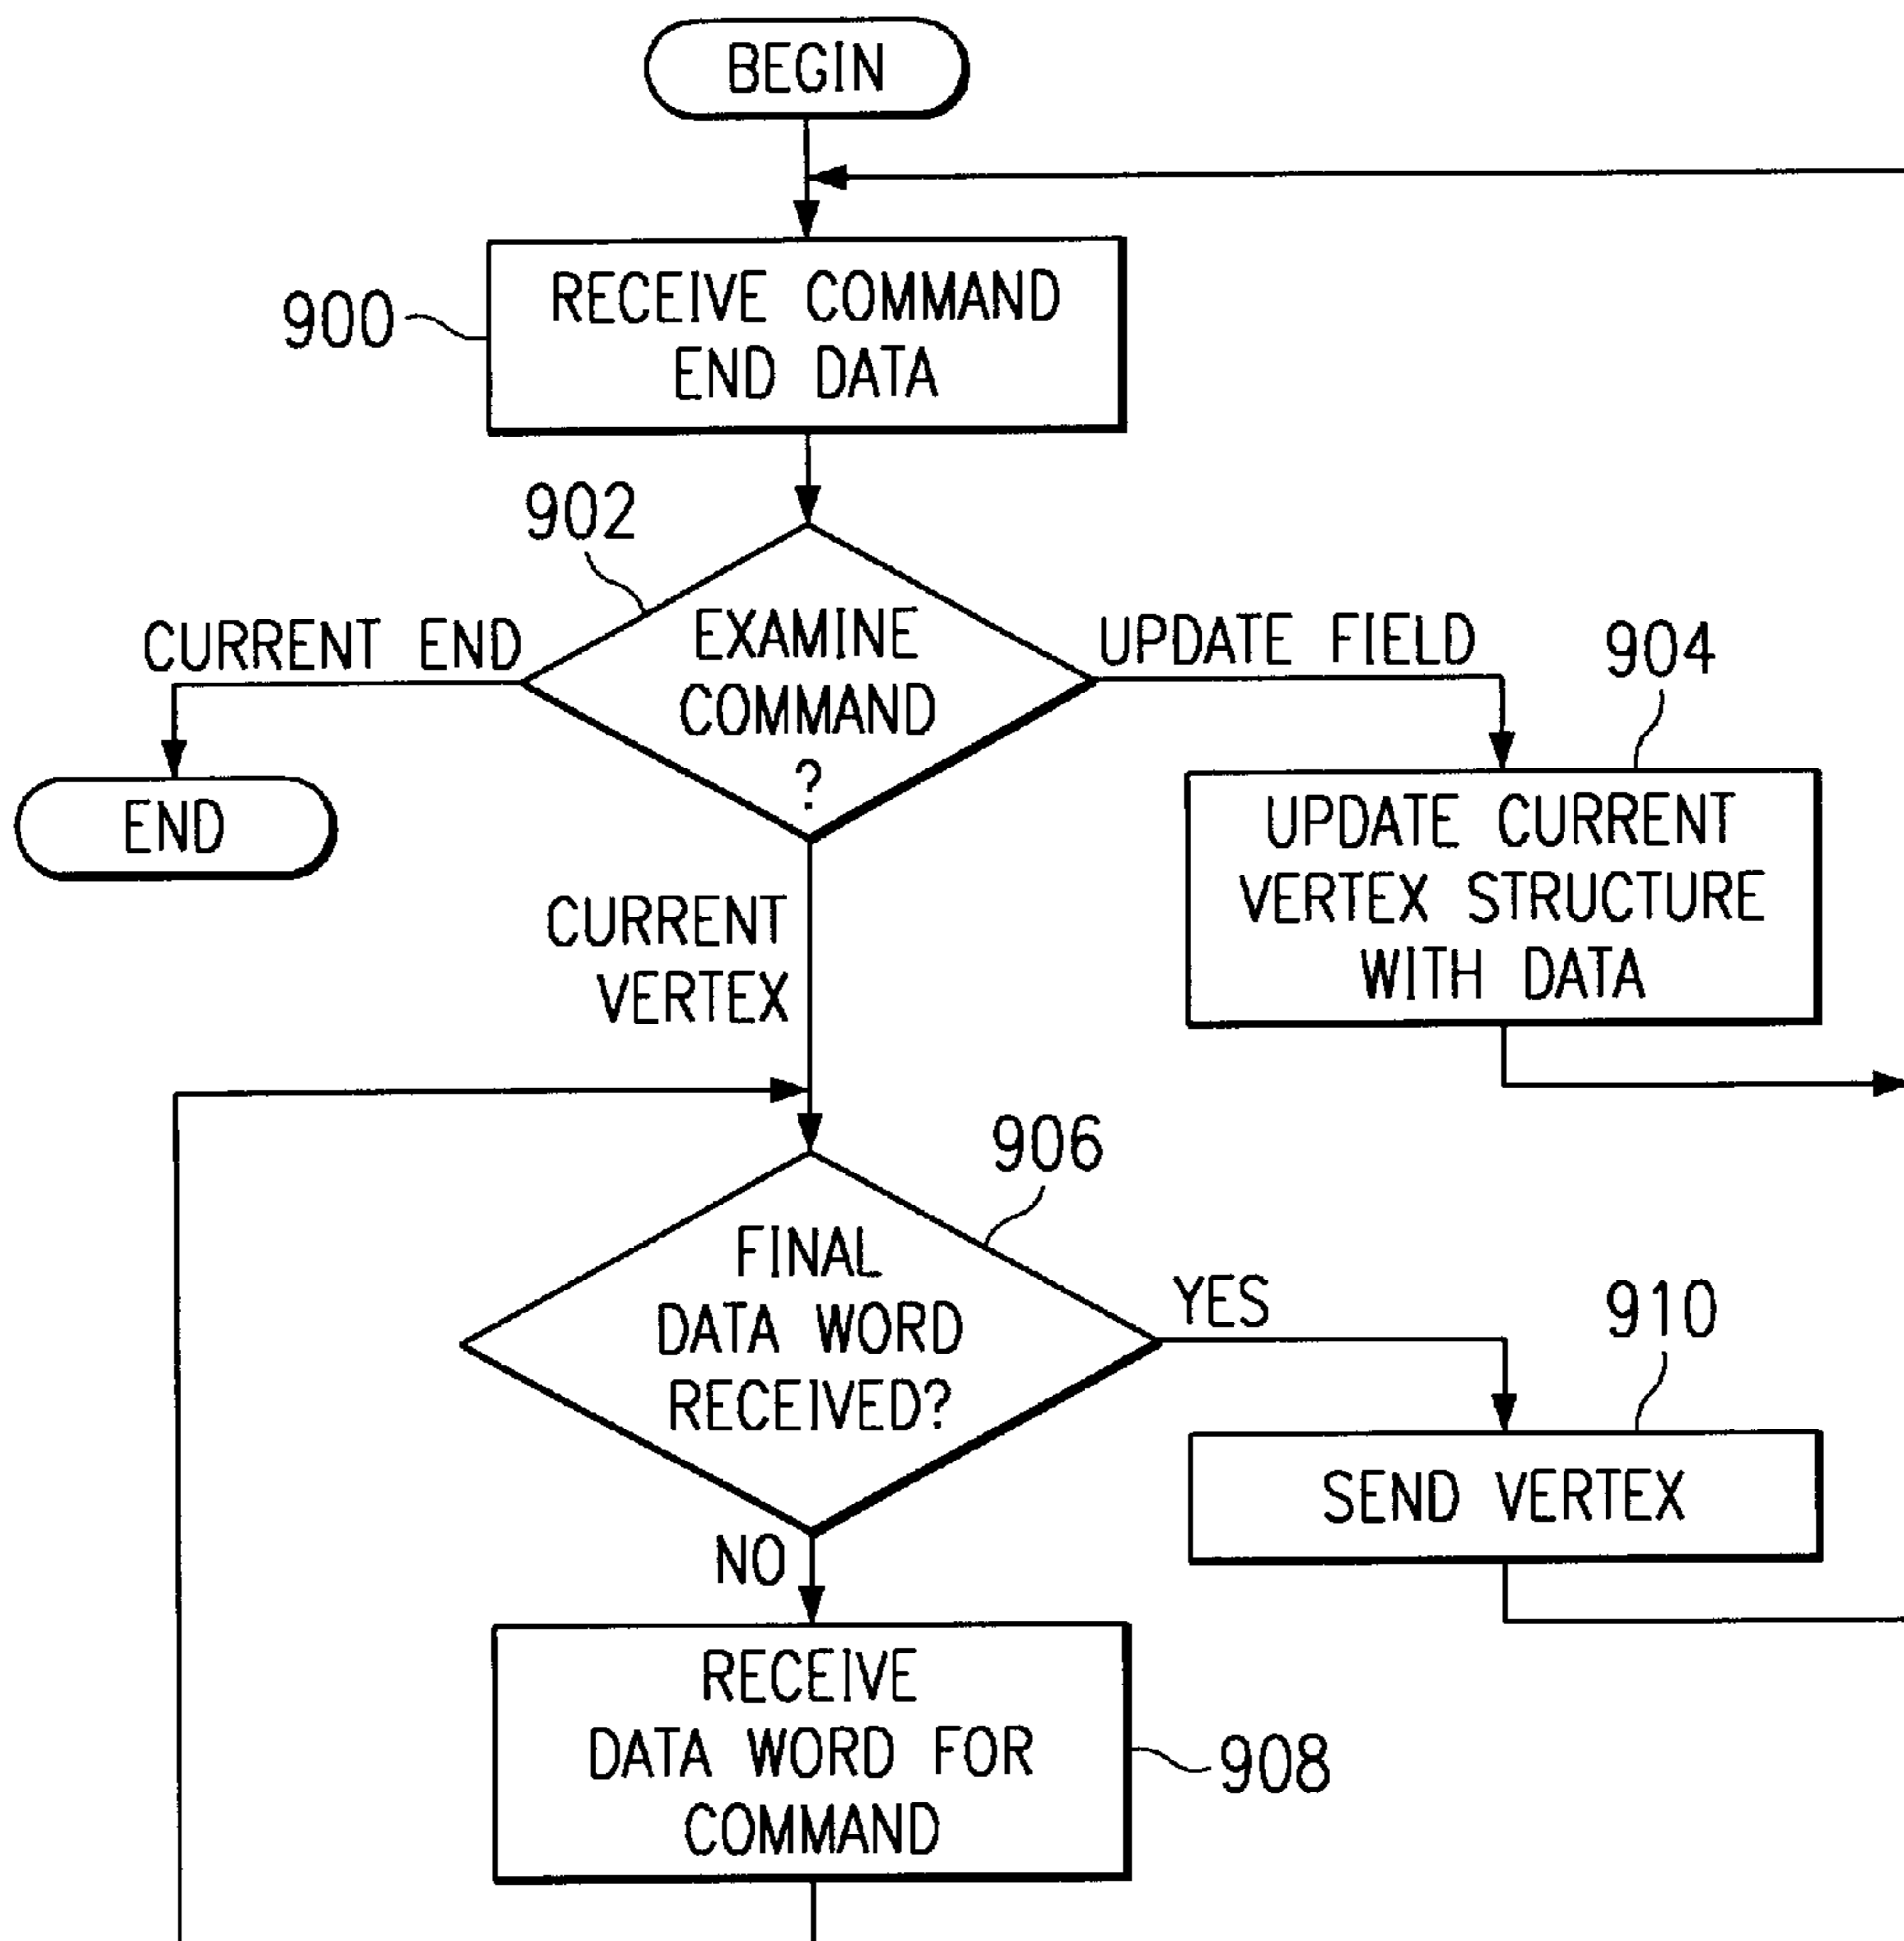 BEGIN
900
RECEIVE COMMAND
END DATA
902
EXAMINE
COMMAND
?
CURRENT END
END
UPDATE FIELD
904
UPDATE CURRENT
VERTEX STRUCTURE
WITH DATA
CURRENT
VERTEX
906
FINAL
DATA WORD
RECEIVED?
YES
910
SEND VERTEX
NO
RECEIVE
DATA WORD FOR
COMMAND
908